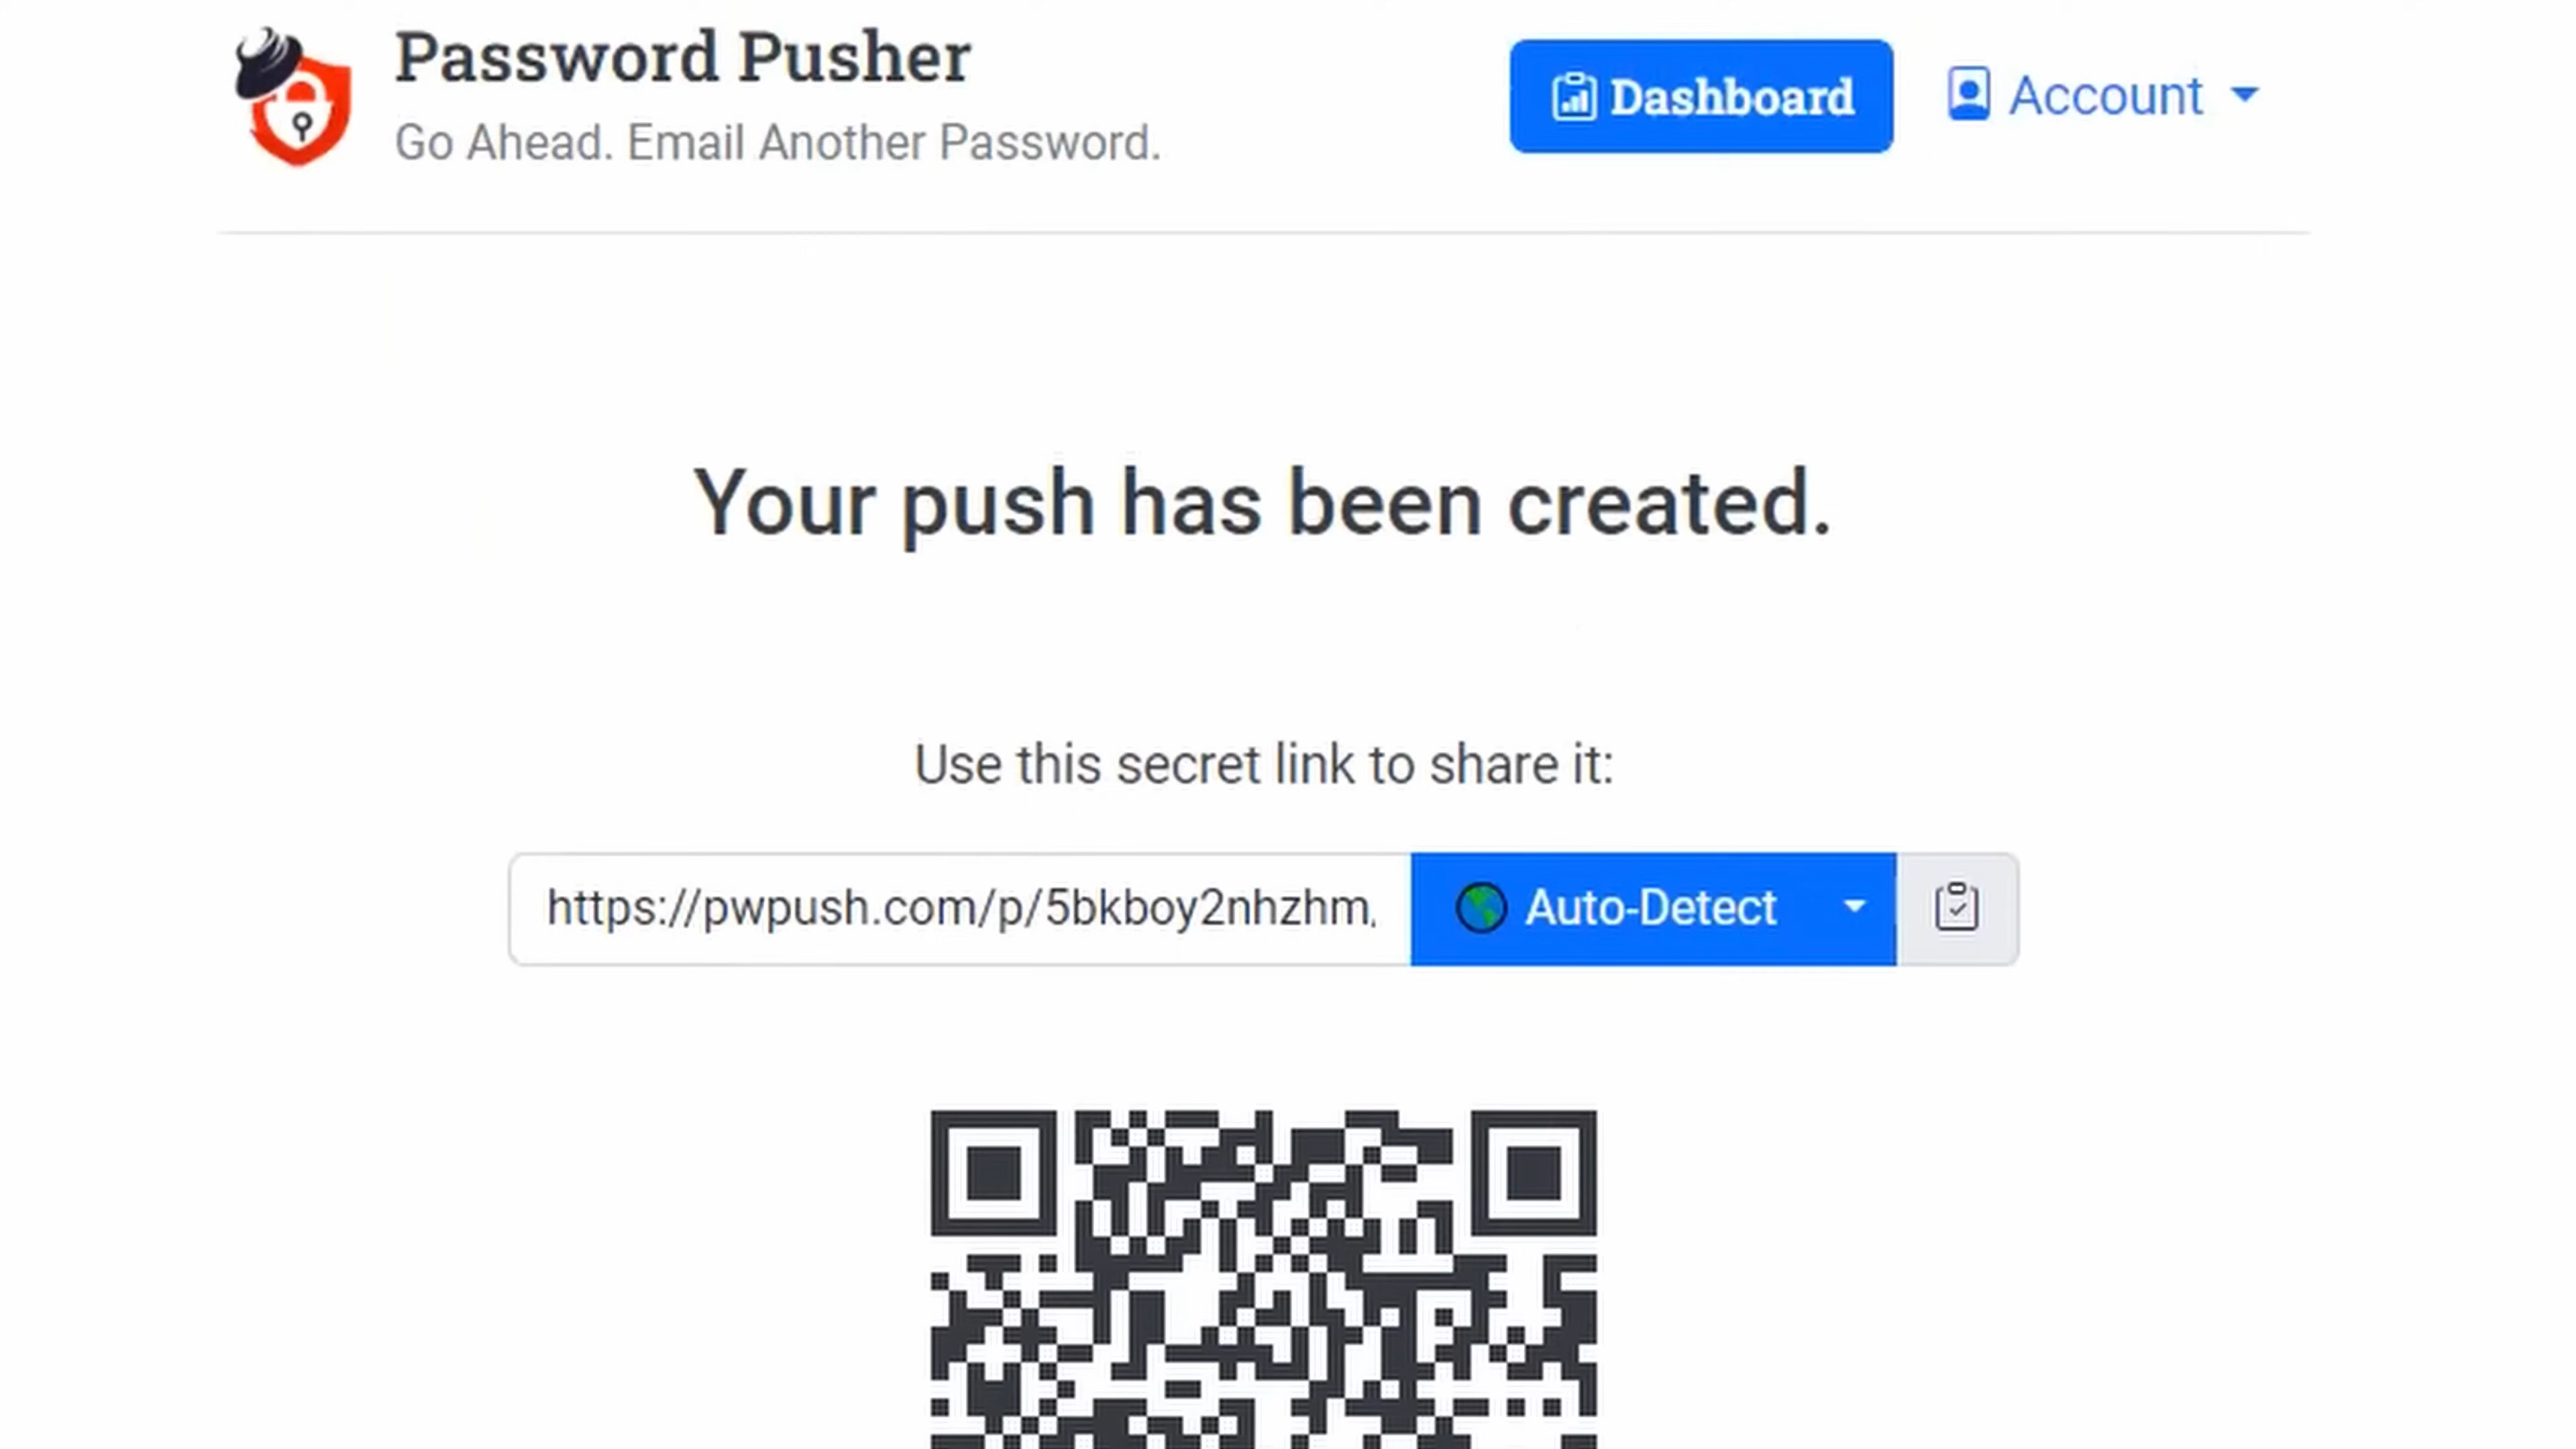 Password Pusher
Go Ahead. Email Another Password.
Dashboard
Account
Your push has been created.
Use this secret link to share it:
https://pwpush.com/p/5bkboy2nhzhm
Auto-Detect